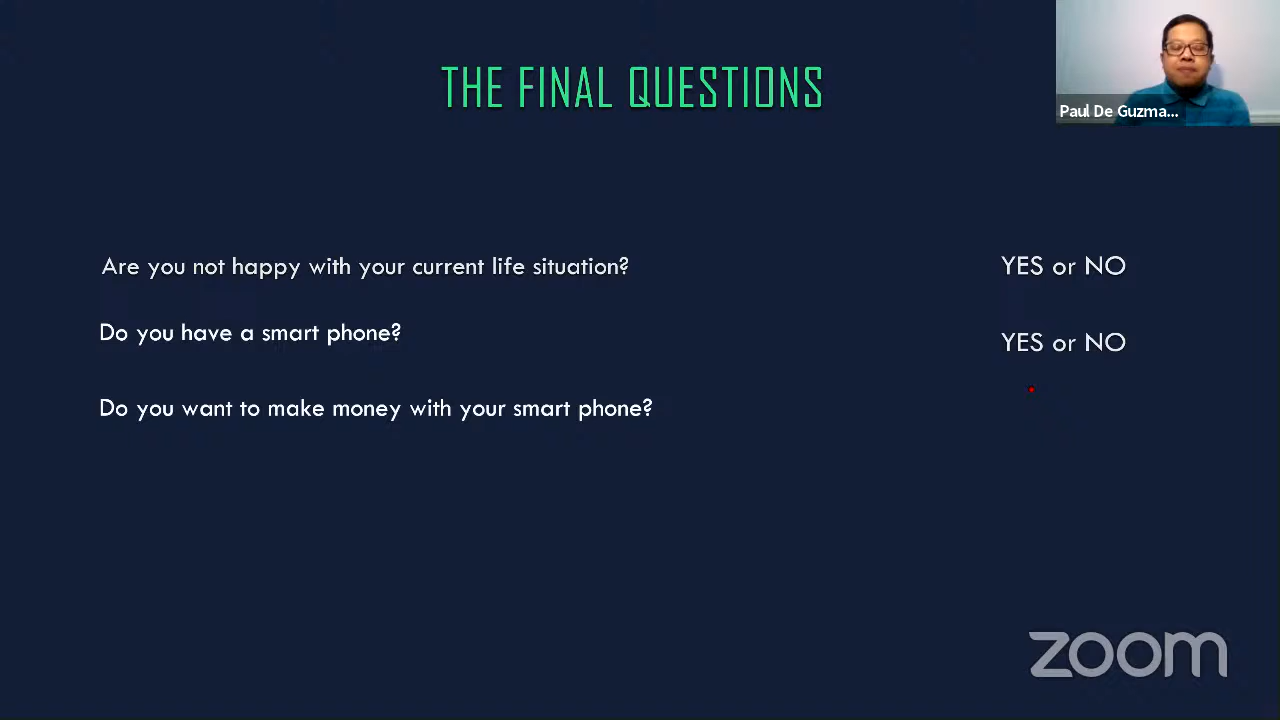 THE FINAL QUESTIONS
Paul De Guzma...
Are you not happy with your current life situation? YES or NO
Do you have a smart phone? YES or NO
Do you want to make money with your smart phone?
zoom